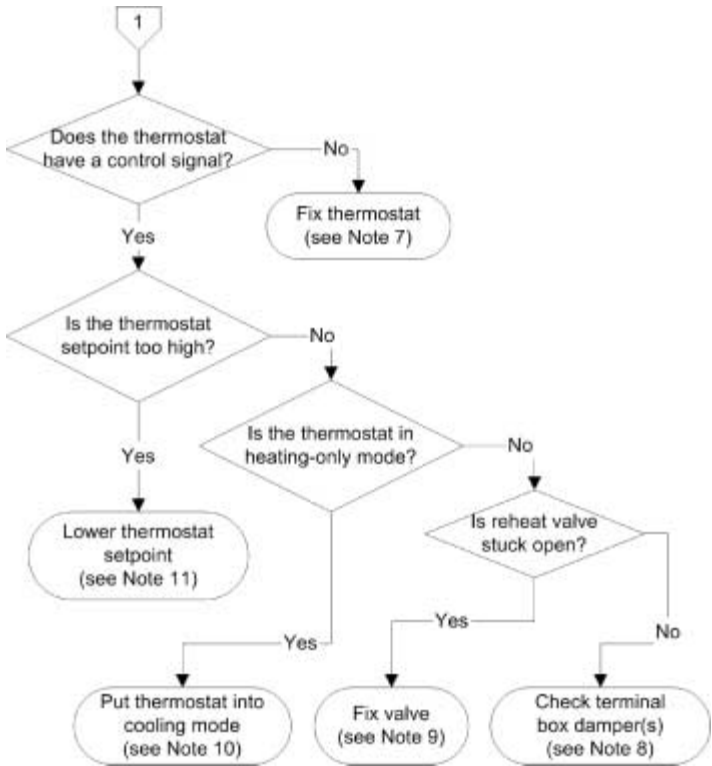 1
Does the thermostat
have a control signal?
No
Fix thermostat
(see Note 7)
Yes
Is the thermostat
setpoint too high?
No
Is the thermostat in
heating-only mode?
No
Yes
Is reheat valve
stuck open?
Lower thermostat
setpoint
(see Note 11)
Yes
Yes
No
Put thermostat into
cooling mode
(see Note 10)
Fix valve
(see Note 9)
Check terminal
box damper(s)
(see Note 8)